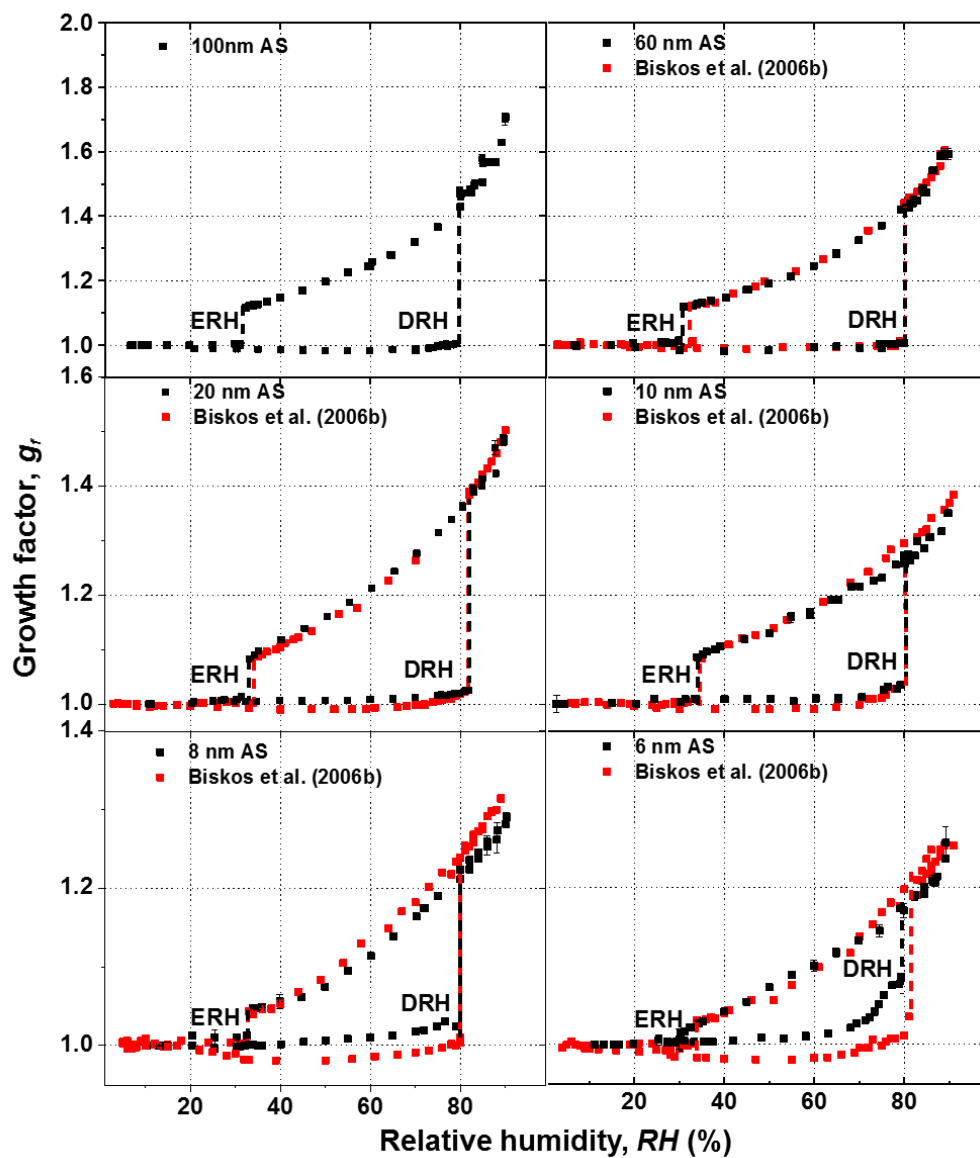 2.0
100nm AS
60 nm AS
Biskos et al. (2006b)
1.8
1.6
1.4
1.2
ERH
DRH
ERH
DRH
1.0
1.6
20 nm AS
Biskos et al. (2006b)
10 nm AS
Biskos et al. (2006b)
1.4
1.2
ERH
DRH
ERH
DRH
1.0
1.4
8 nm AS
Biskos et al. (2006b)
6 nm AS
Biskos et al. (2006b)
1.2
ERH
DRH
ERH
DRH
1.0
20 40 60 80 20 40 60 80
Growth factor, gf
Relative humidity, RH (%)